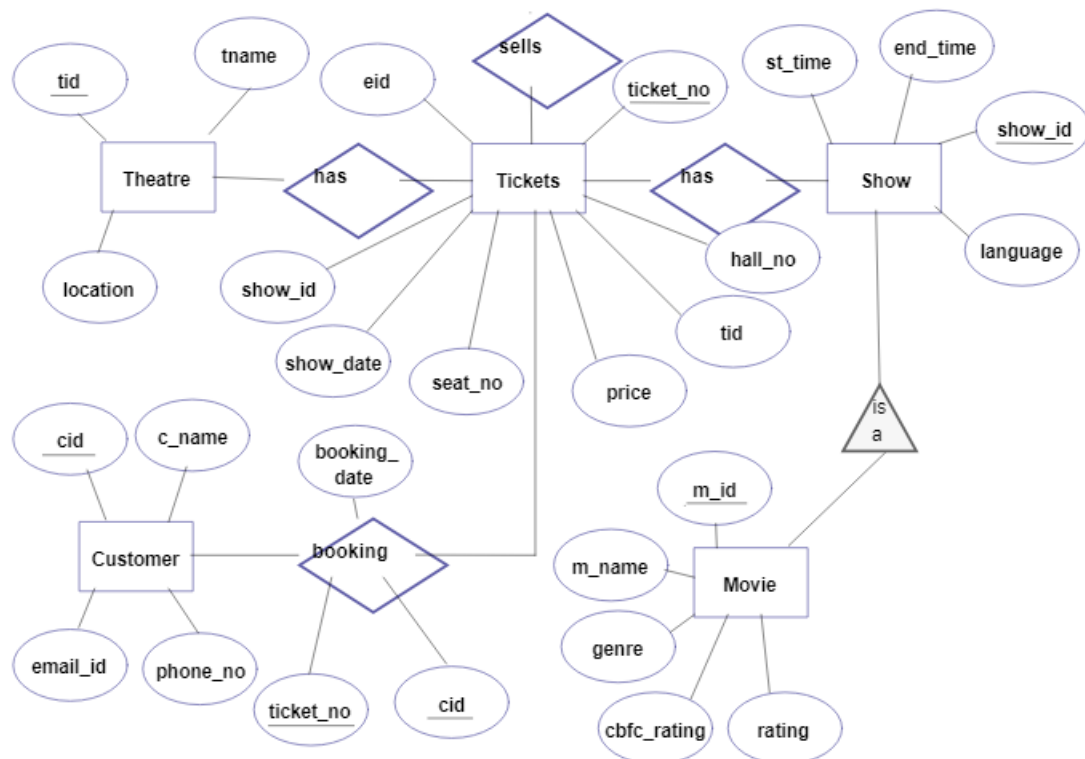 sells
end_time
st_time
tname
tid
eid
ticket_no
show_id
Theatre
has
Tickets
has
Show
language
hall_no
location
show_id
tid
show_date
seat_no
price
is
a
cid
c_name
booking_
date
m_id
Customer
booking
m_name
Movie
genre
email_id
phone_no
ticket_no
cid
cbfc_rating
rating